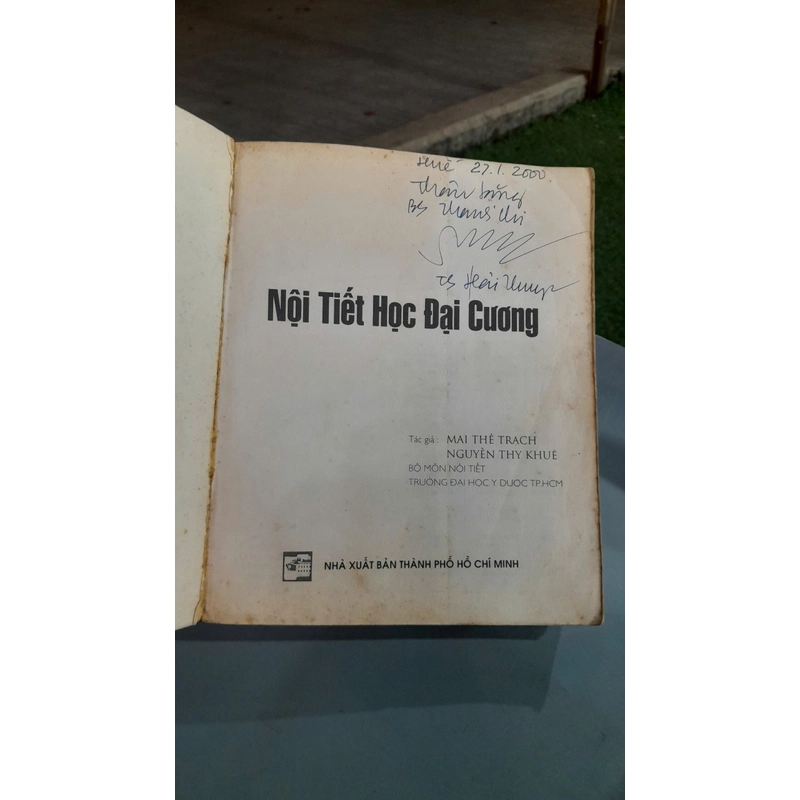 Huế 27.1.2000.
Thân tặng
BS
Nội Tiết Học Đại Cương
Tác giả: MAI THẾ TRẠCH
NGUYỄN THY KHUÊ
BỘ MÔN NỘI TIẾT
TRƯỜNG ĐẠI HỌC Y DƯỢC TP.HCM
NHÀ XUẤT BẢN THÀNH PHỐ HỒ CHÍ MINH